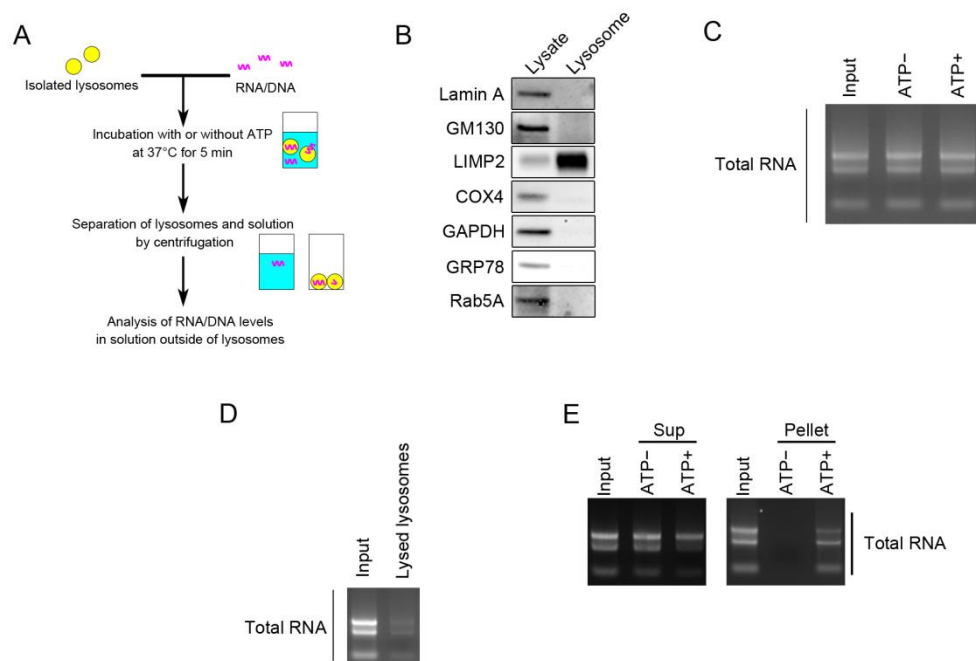 A
Isolated lysosomes
RNA/DNA
Incubation with or without ATP
at 37°C for 5 min
Separation of lysosomes and solution
by centrifugation
Analysis of RNA/DNA levels
in solution outside of lysosomes
B
Lysate
Lysosome
Lamin A
GM130
LIMP2
COX4
GAPDH
GRP78
Rab5A
C
Input
ATP−
ATP+
Total RNA
D
Input
Lysed lysosomes
Total RNA
E
Sup
Pellet
Input
ATP−
ATP+
Input
ATP−
ATP+
Total RNA